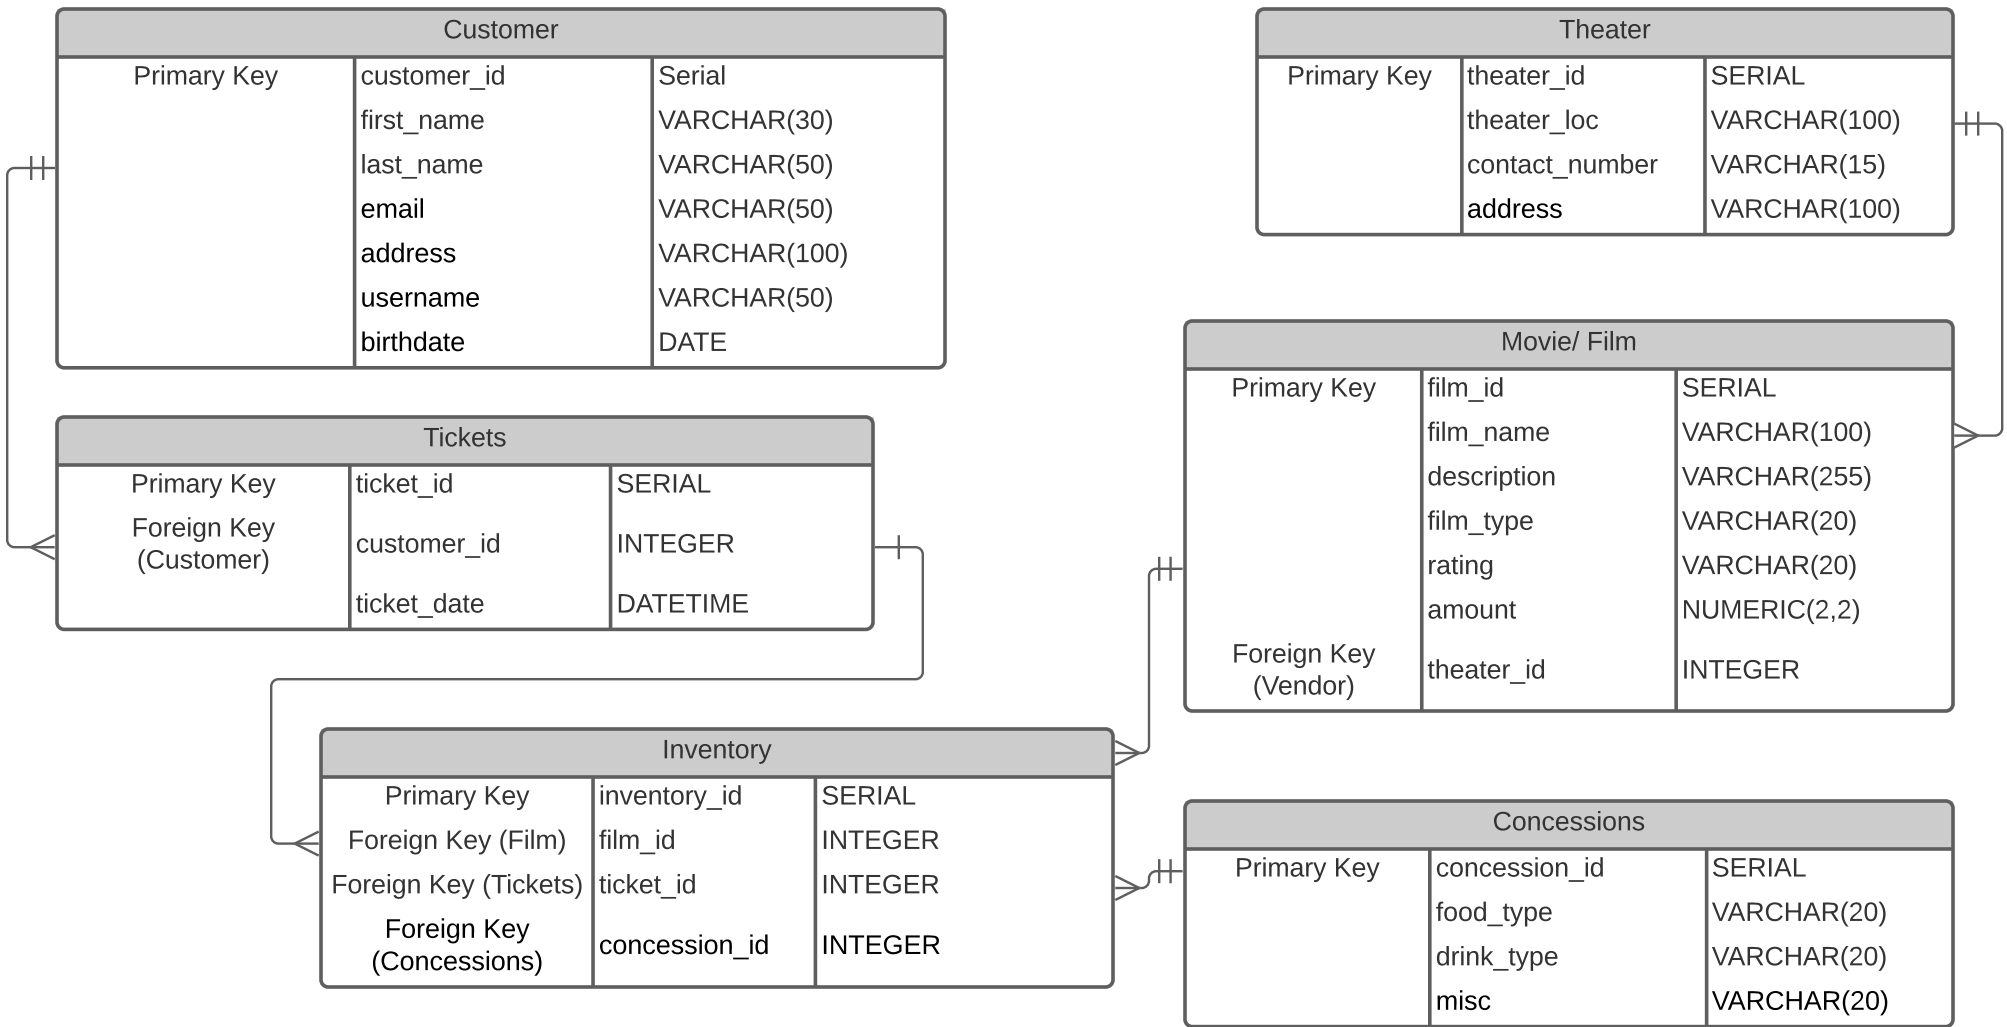 Customer
Primary Key customer_id Serial
first_name VARCHAR(30)
last_name VARCHAR(50)
email VARCHAR(50)
address VARCHAR(100)
username VARCHAR(50)
birthdate DATE
Theater
Primary Key theater_id SERIAL
theater_loc VARCHAR(100)
contact_number VARCHAR(15)
address VARCHAR(100)
Tickets
Primary Key ticket_id SERIAL
Foreign Key
(Customer) customer_id INTEGER
ticket_date DATETIME
Movie/ Film
Primary Key film_id SERIAL
film_name VARCHAR(100)
description VARCHAR(255)
film_type VARCHAR(20)
rating VARCHAR(20)
amount NUMERIC(2,2)
Foreign Key
(Vendor) theater_id INTEGER
Inventory
Primary Key inventory_id SERIAL
Foreign Key (Film) film_id INTEGER
Foreign Key (Tickets) ticket_id INTEGER
Foreign Key
(Concessions) concession_id INTEGER
Concessions
Primary Key concession_id SERIAL
food_type VARCHAR(20)
drink_type VARCHAR(20)
misc VARCHAR(20)